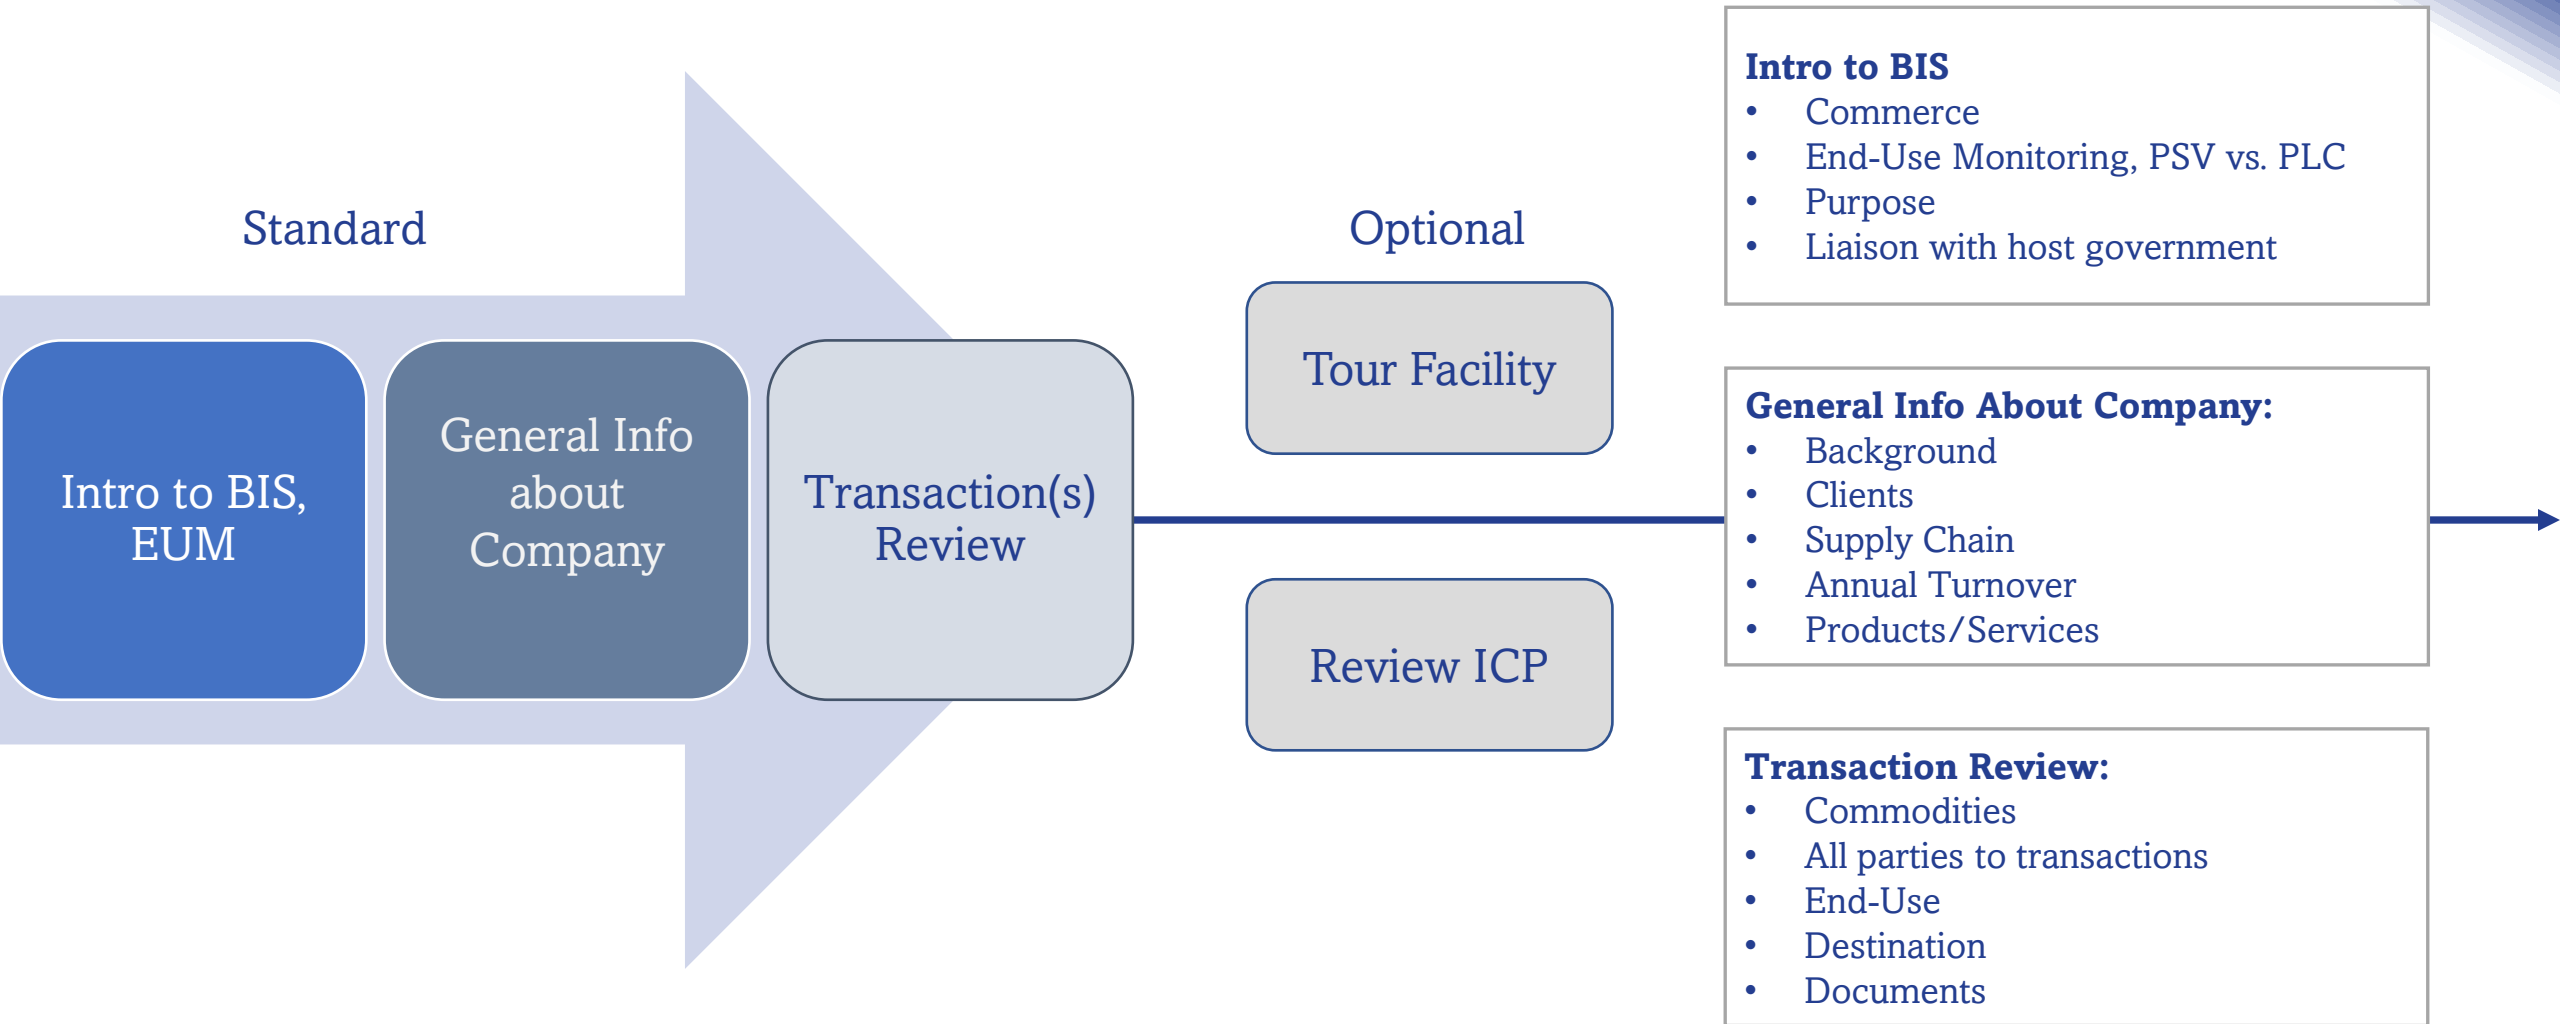 Standard
Intro to BIS,
EUM
General Info
about
Company
Transaction(s)
Review
Optional
Tour Facility
Review ICP
Intro to BIS
• Commerce
• End-Use Monitoring, PSV vs. PLC
• Purpose
• Liaison with host government
General Info About Company:
• Background
• Clients
• Supply Chain
• Annual Turnover
• Products/Services
Transaction Review:
• Commodities
• All parties to transactions
• End-Use
• Destination
• Documents